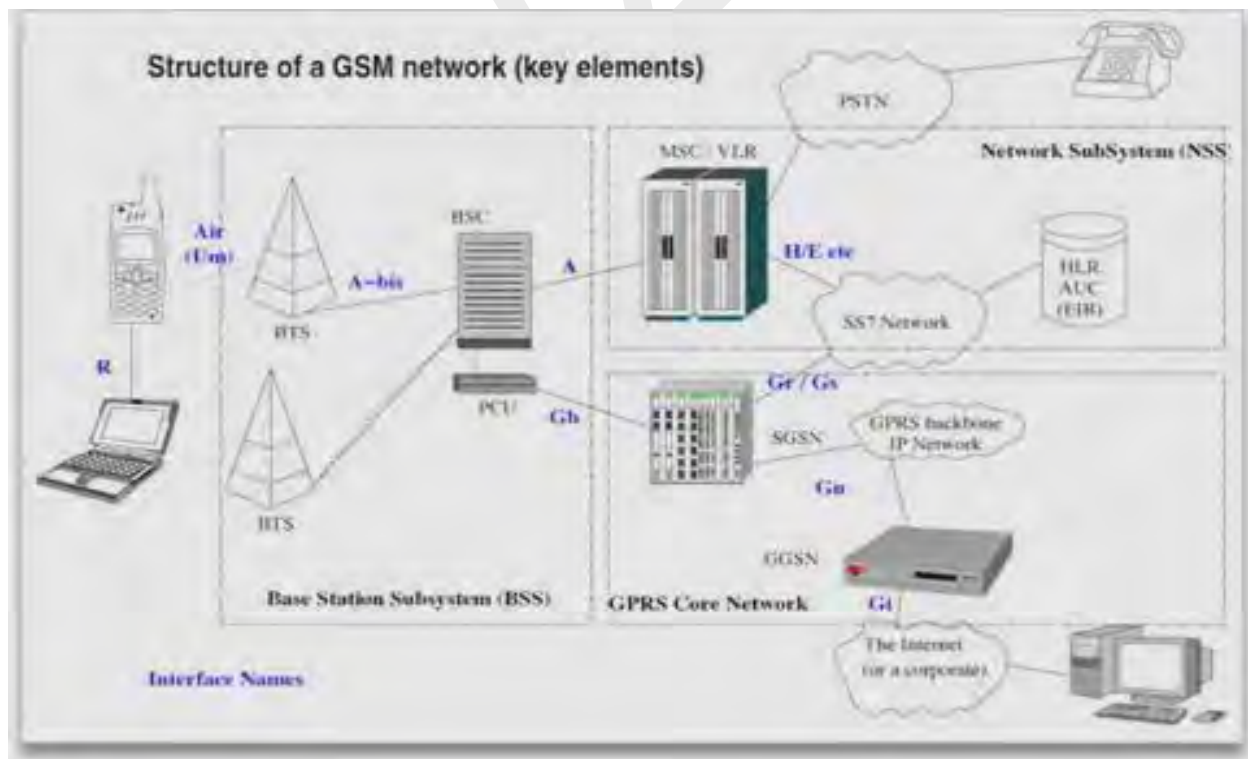 Structure of a GSM network (key elements)
PSTN
MSC / VLR
Network SubSystem (NSS
BSC
Air
(Um)
A-bis
A
H/E etc
HLR
AUC
(EIR)
BTS
SS7 Network
R
PCU
Gb
Gr / Gs
SGSN
GPRS backbone
IP Network
Gn
BTS
GGSN
Base Station Subsystem (BSS)
GPRS Core Network
Gi
The Internet
(or a corporate)
Interface Names